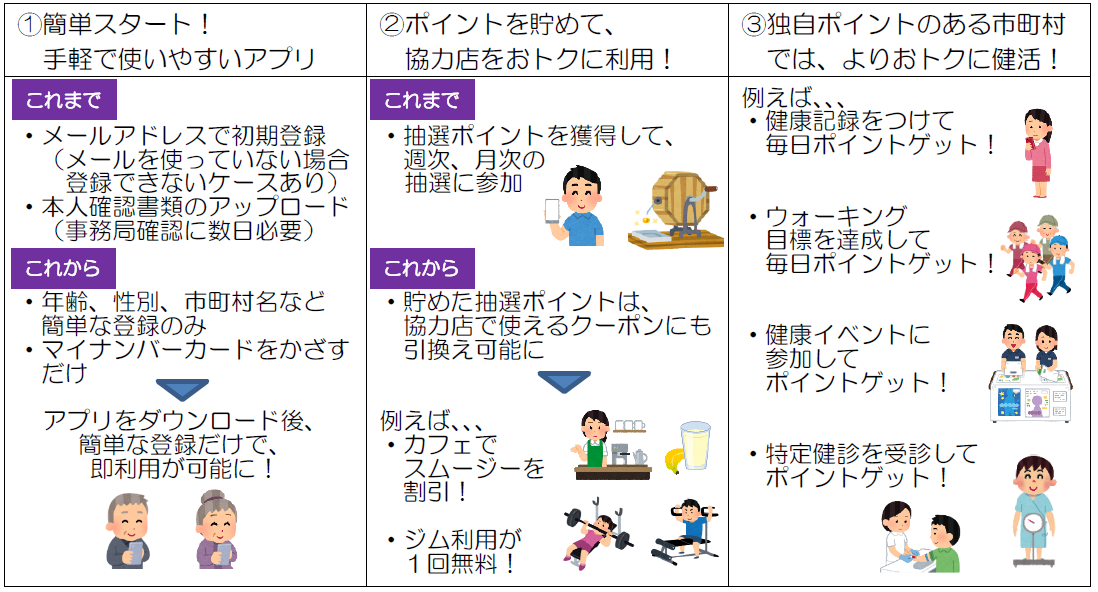 ①簡単スタート！
手軽で使いやすいアプリ
これまで
・メールアドレスで初期登録
（メールを使っていない場合
登録できないケースあり）
・本人確認書類のアップロード
（事務局確認に数日必要）
これから
・年齢、性別、市町村名など
簡単な登録のみ
・マイナンバーカードをかざす
だけ
アプリをダウンロード後、
簡単な登録だけで、
即利用が可能に！
②ポイントを貯めて、
協力店をおトクに利用！
これまで
・抽選ポイントを獲得して、
週次、月次の
抽選に参加
これから
・貯めた抽選ポイントは、
協力店で使えるクーポンにも
引換え可能に
例えば、、、
・カフェで
スムージーを
割引！
・ジム利用が
１回無料！
③独自ポイントのある市町村
では、よりおトクに健活！
例えば、、、
・健康記録をつけて
毎日ポイントゲット！
・ウォーキング
目標を達成して
毎日ポイントゲット！
・健康イベントに
参加して
ポイントゲット！
・特定健診を受診して
ポイントゲット！